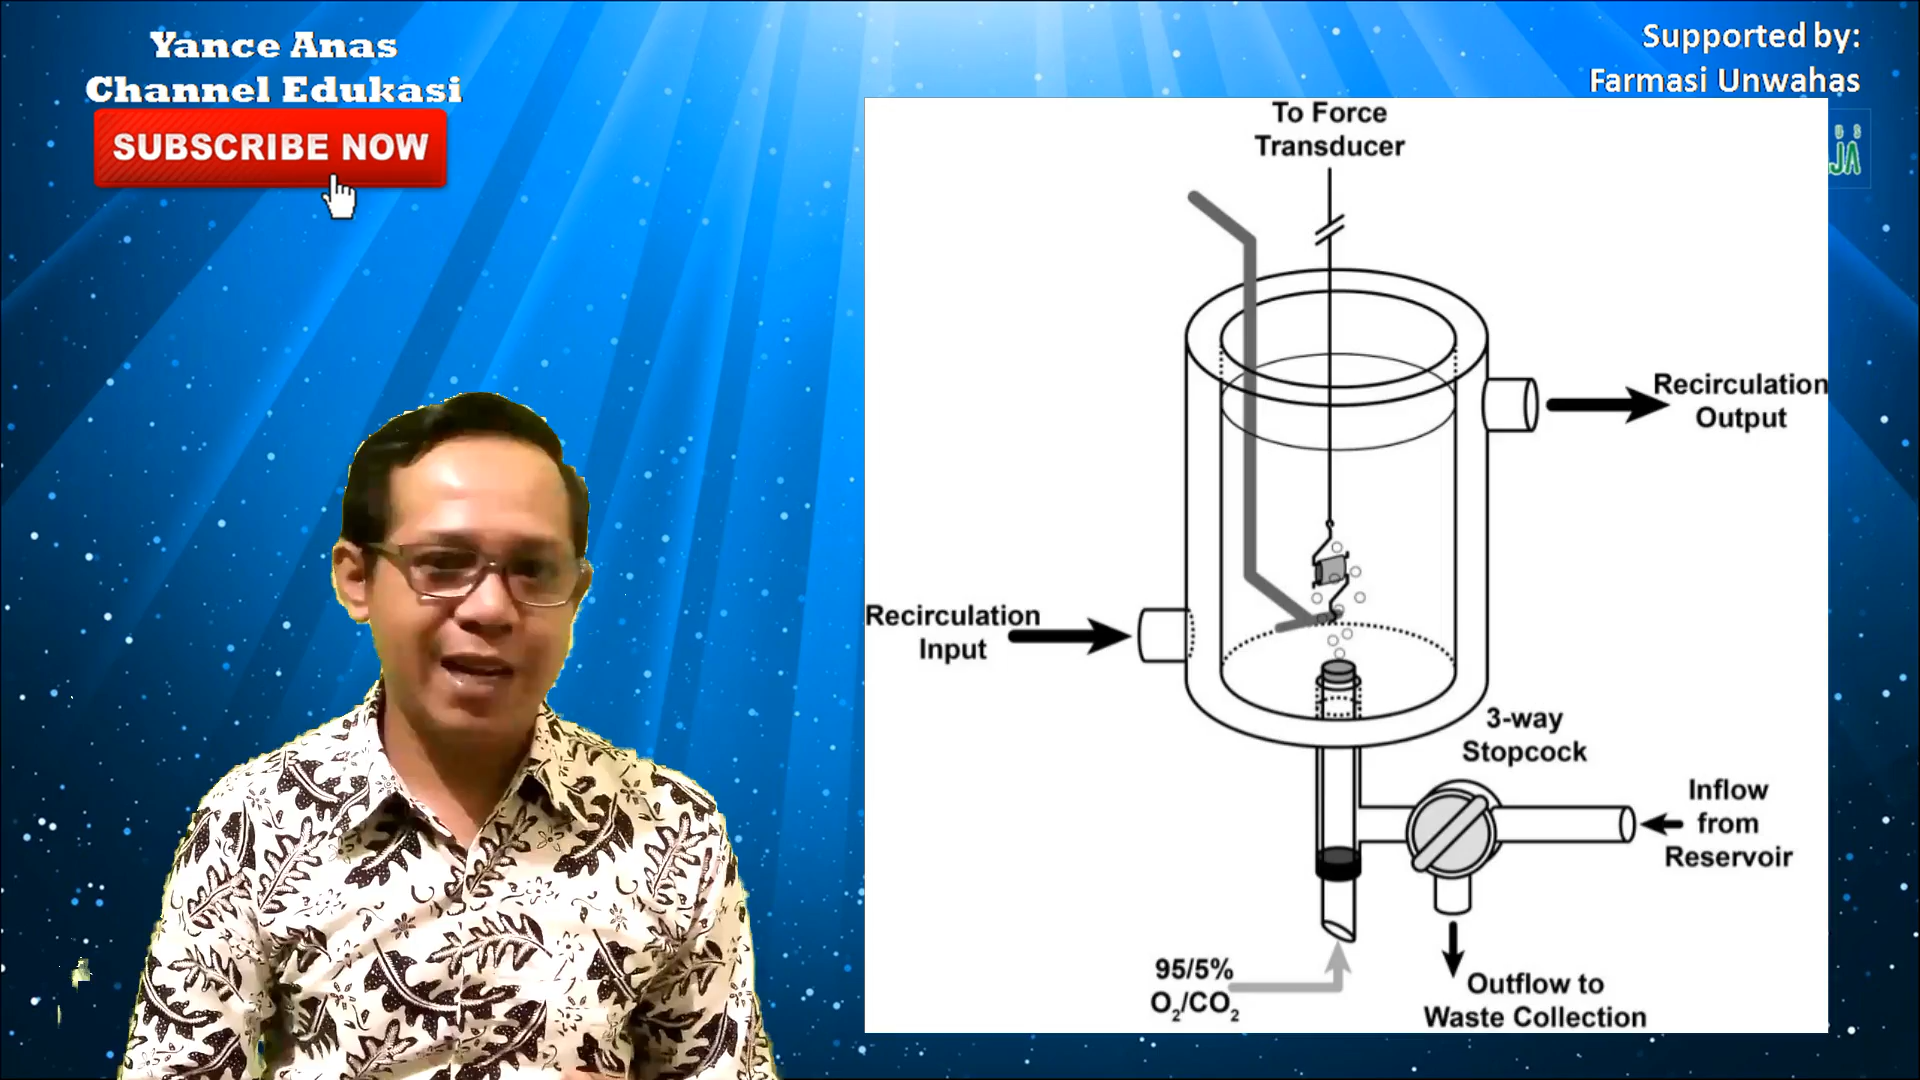 Yance Anas
Channel Edukasi
SUBSCRIBE NOW
Supported by:
Farmasi Unwahas
U S
JA
To Force
Transducer
Recirculation
Output
Recirculation
Input
3-way
Stopcock
Inflow
from
Reservoir
95/5%
O₂/CO₂
Outflow to
Waste Collection